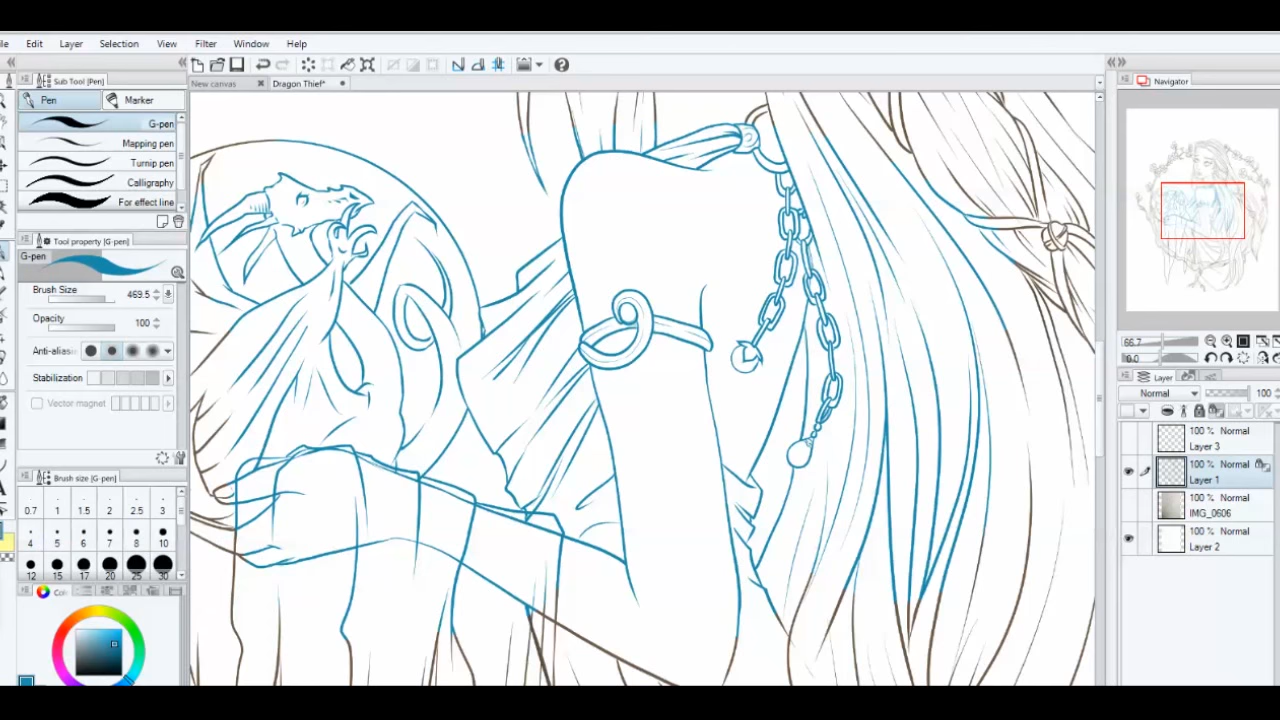 le Edit Layer Selection View Filter Window Help
Sub Tool [Pen]
Pen Marker
G-pen
Mapping pen
Turnip pen
Calligraphy
For effect line
Tool property [G-pen]
G-pen
Brush Size 469.5
Opacity 100
Anti-aliasi
Stabilization
Vector magnet
Brush size [G-pen]
0.7 1 1.5 2 2.5 3
4 5 6 7 8 10
12 15 17 20 25 30
Co
New canvas Dragon Thief*
Navigator
66.7
0.0
Layer
Normal 100
100 % Normal
Layer 3
100 % Normal
Layer 1
100 % Normal
IMG_0606
100 % Normal
Layer 2